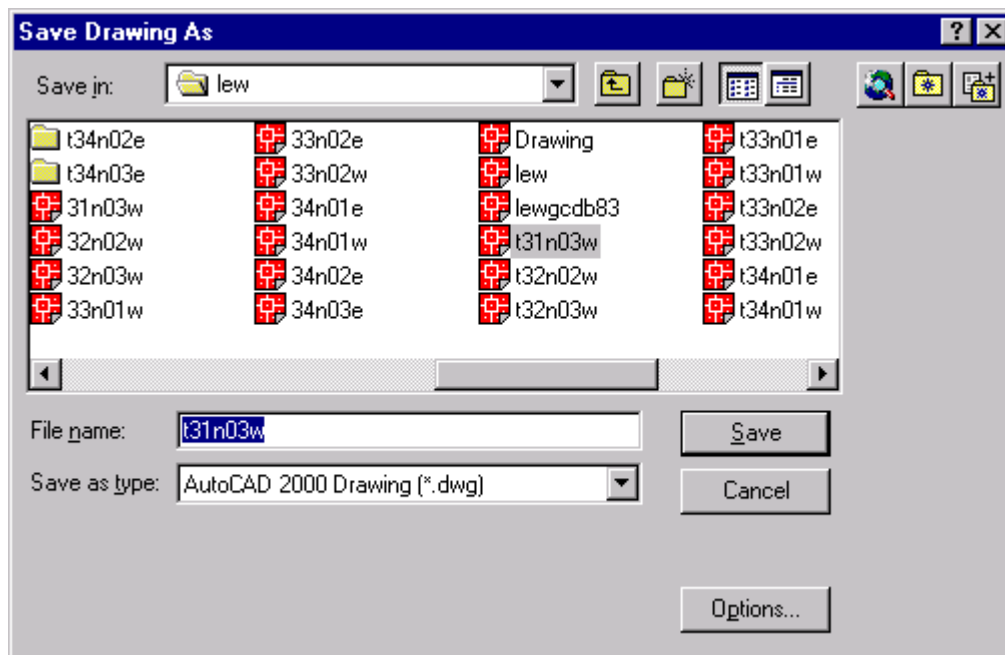 Save Drawing As
Save in: lew
t34n02e 33n02e Drawing t33n01e
t34n03e 33n02w lew t33n01w
31n03w 34n01e lewgcdb83 t33n02e
32n02w 34n01w t31n03w t33n02w
32n03w 34n02e t32n02w t34n01e
33n01w 34n03e t32n03w t34n01w
File name: t31n03w Save
Save as type: AutoCAD 2000 Drawing (*.dwg) Cancel
Options...